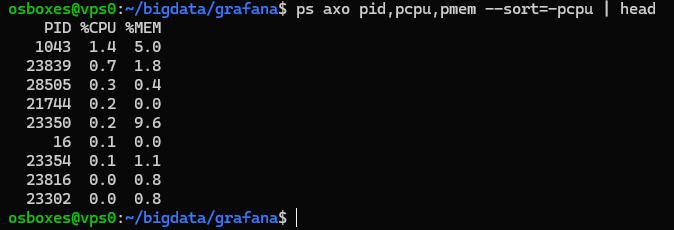 osboxes@vps0:~/bigdata/grafana$ ps axo pid,pcpu,pmem --sort=-pcpu | head
PID %CPU %MEM
1043 1.4 5.0
23839 0.7 1.8
28505 0.3 0.4
21744 0.2 0.0
23350 0.2 9.6
16 0.1 0.0
23354 0.1 1.1
23816 0.0 0.8
23302 0.0 0.8
osboxes@vps0:~/bigdata/grafana$